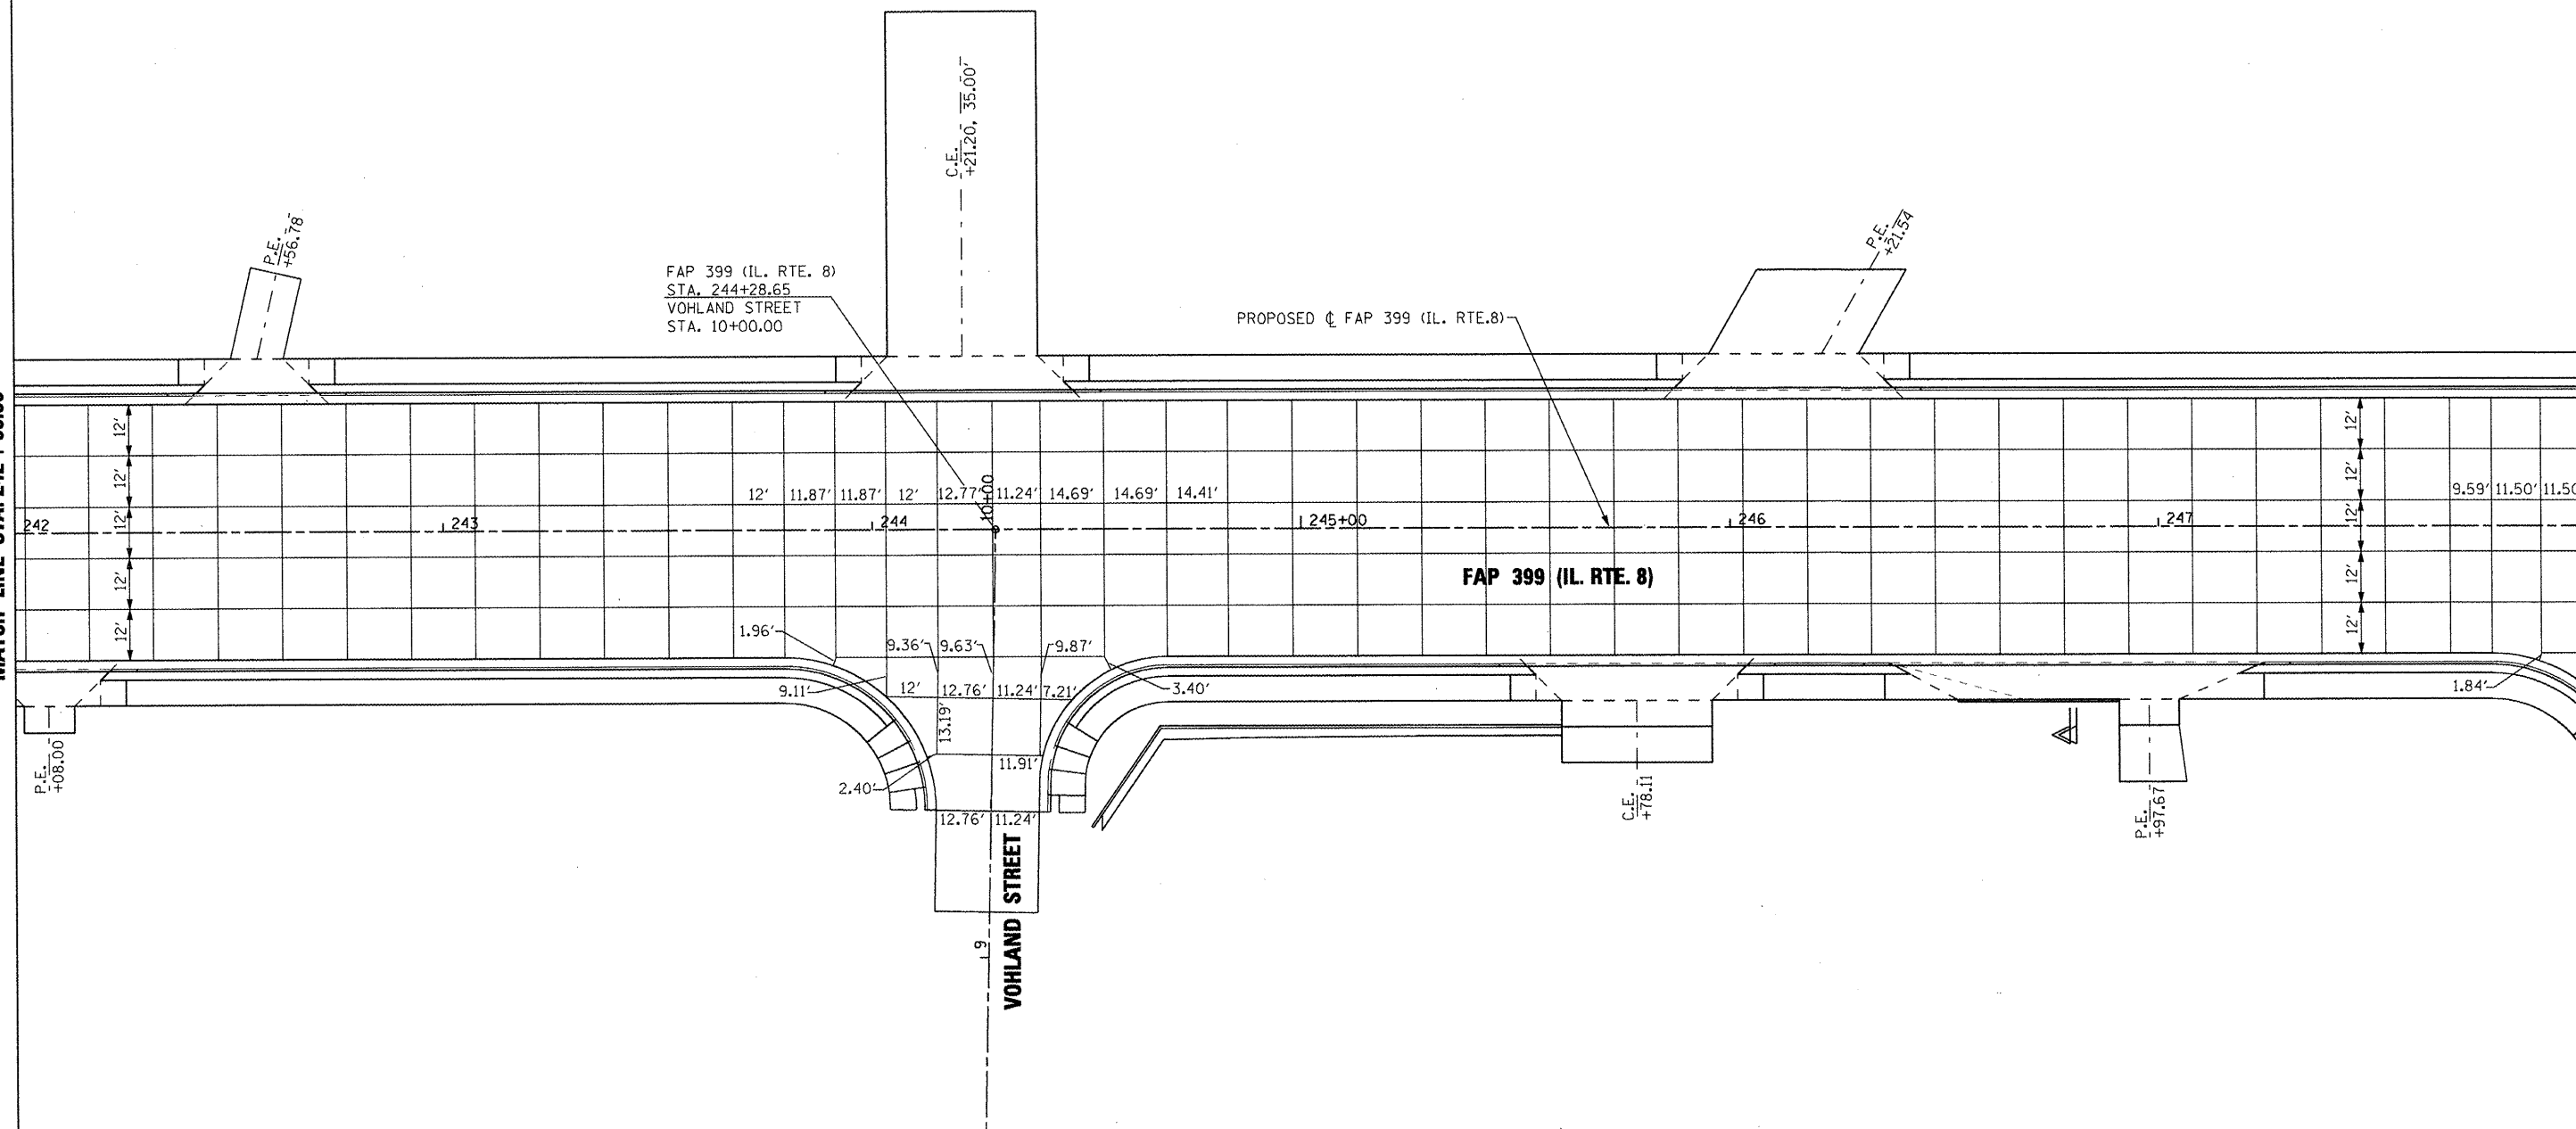 C.E.
+21.20, 35.00'
P.E.
+56.78
P.E.
+21.54
FAP 399 (IL. RTE. 8)
STA. 244+28.65
VOHLAND STREET
STA. 10+00.00
PROPOSED ℄ FAP 399 (IL. RTE.8)
12'
12'
12'
12'
12'
12'
12'
12'
12'
12'
12' 11.87' 11.87' 12' 12.77' 11.24' 14.69' 14.69' 14.41'
9.59' 11.50' 11.50
10+00
242 243 244 245+00 246 247
FAP 399 (IL. RTE. 8)
1.96'
9.36' 9.63' 9.87'
9.11' 12' 12.76' 11.24' 7.21' 3.40'
1.84'
13.19'
11.91'
2.40'
12.76' 11.24'
P.E.
+08.00
C.E.
+78.11
P.E.
+97.67
9
VOHLAND STREET